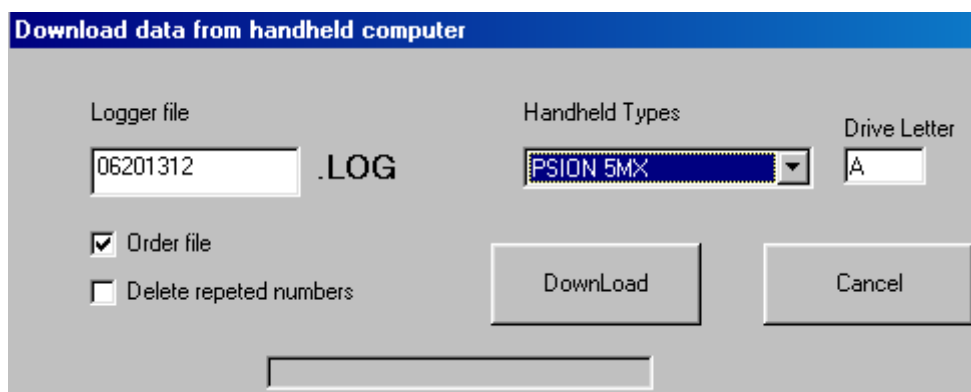 Download data from handheld computer
Logger file
Handheld Types
Drive Letter
06201312 .LOG
PSION 5MX
A
Order file
Delete repeted numbers
DownLoad
Cancel